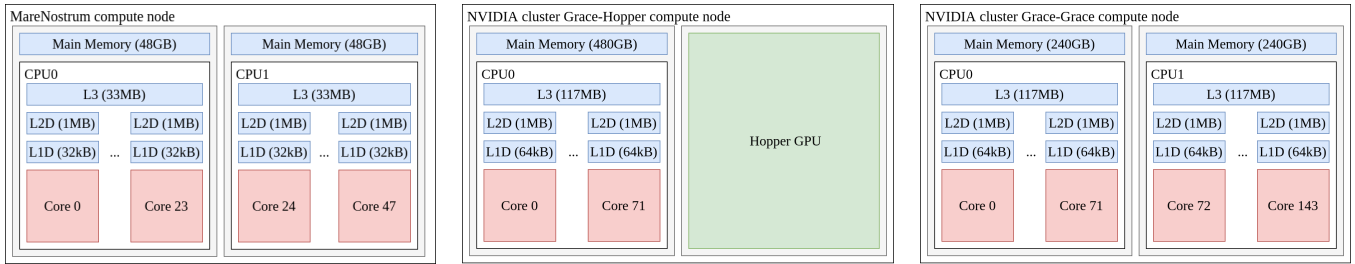 MareNostrum compute node
Main Memory (48GB)
CPU0
L3 (33MB)
L2D (1MB) L2D (1MB)
L1D (32kB) ... L1D (32kB)
Core 0 Core 23
Main Memory (48GB)
CPU1
L3 (33MB)
L2D (1MB) L2D (1MB)
L1D (32kB) ... L1D (32kB)
Core 24 Core 47
NVIDIA cluster Grace-Hopper compute node
Main Memory (480GB)
CPU0
L3 (117MB)
L2D (1MB) L2D (1MB)
L1D (64kB) ... L1D (64kB)
Core 0 Core 71
Hopper GPU
NVIDIA cluster Grace-Grace compute node
Main Memory (240GB)
CPU0
L3 (117MB)
L2D (1MB) L2D (1MB)
L1D (64kB) ... L1D (64kB)
Core 0 Core 71
Main Memory (240GB)
CPU1
L3 (117MB)
L2D (1MB) L2D (1MB)
L1D (64kB) ... L1D (64kB)
Core 72 Core 143